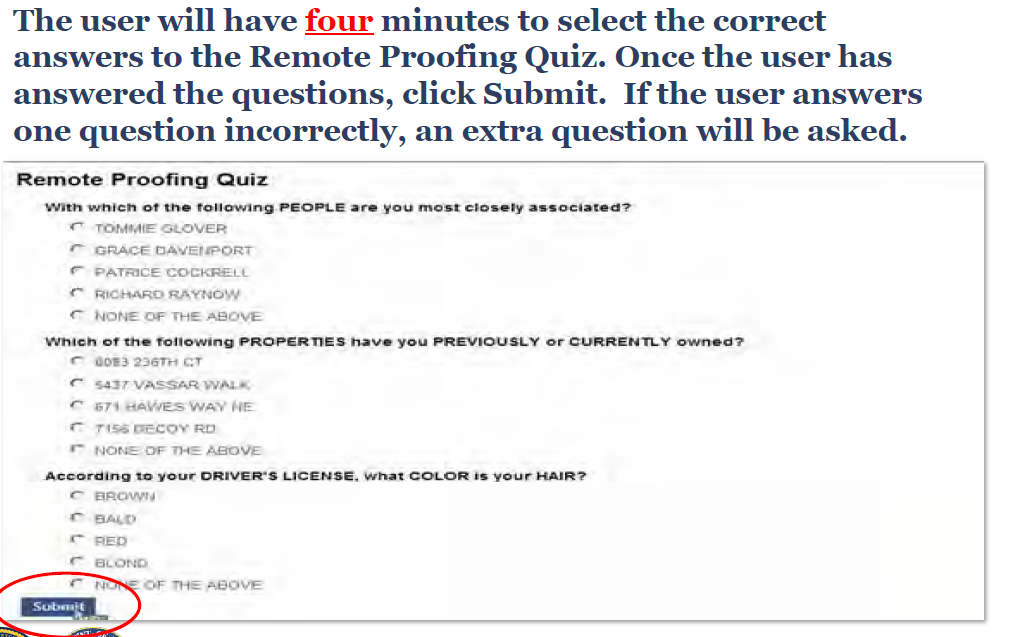 The user will have four minutes to select the correct
answers to the Remote Proofing Quiz. Once the user has
answered the questions, click Submit. If the user answers
one question incorrectly, an extra question will be asked.
Remote Proofing Quiz
With which of the following PEOPLE are you most closely associated?
TOMMIE GLOVER
GRACE DAVENPORT
PATRICE COCKRELL
RICHARD RAYNOW
NONE OF THE ABOVE
Which of the following PROPERTIES have you PREVIOUSLY or CURRENTLY owned?
236TH CT
5437 VASSAR WALK
671 HAWES WAY NE
7156 DECOY RD
NONE OF THE ABOVE
According to your DRIVER'S LICENSE, what COLOR is your HAIR?
BROWN
BALD
RED
BLOND
NONE OF THE ABOVE
Submit